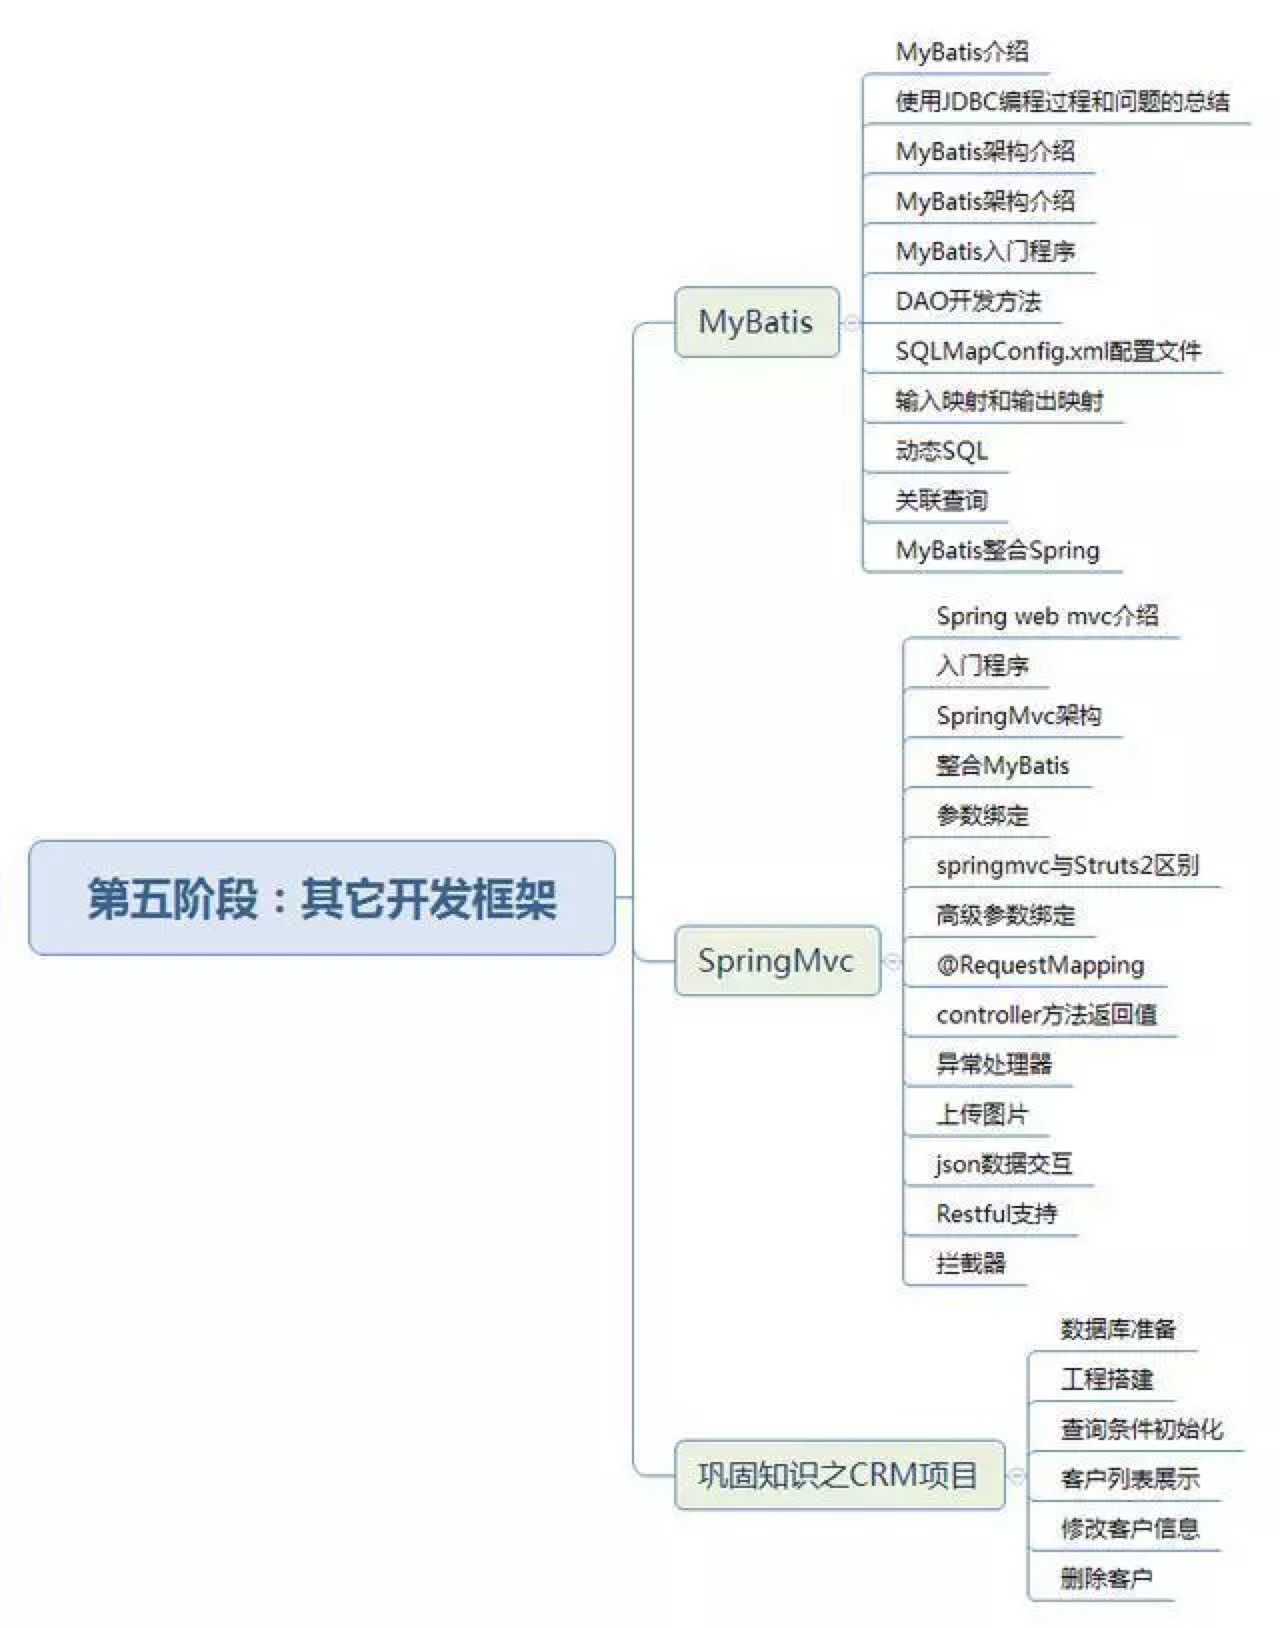 第五阶段：其它开发框架
MyBatis
MyBatis介绍
使用JDBC编程过程和问题的总结
MyBatis架构介绍
MyBatis架构介绍
MyBatis入门程序
DAO开发方法
SQLMapConfig.xml配置文件
输入映射和输出映射
动态SQL
关联查询
MyBatis整合Spring
SpringMvc
Spring web mvc介绍
入门程序
SpringMvc架构
整合MyBatis
参数绑定
springmvc与Struts2区别
高级参数绑定
@RequestMapping
controller方法返回值
异常处理器
上传图片
json数据交互
Restful支持
拦截器
巩固知识之CRM项目
数据库准备
工程搭建
查询条件初始化
客户列表展示
修改客户信息
删除客户